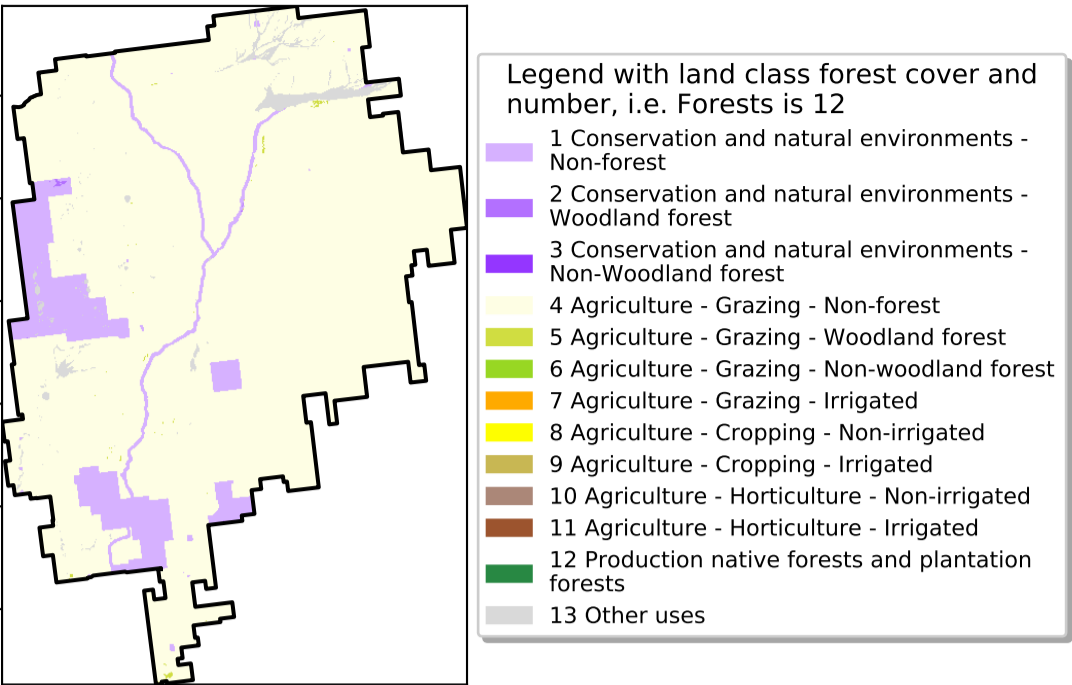 Legend with land class forest cover and
number, i.e. Forests is 12
1 Conservation and natural environments -
Non-forest
2 Conservation and natural environments -
Woodland forest
3 Conservation and natural environments -
Non-Woodland forest
4 Agriculture - Grazing - Non-forest
5 Agriculture - Grazing - Woodland forest
6 Agriculture - Grazing - Non-woodland forest
7 Agriculture - Grazing - Irrigated
8 Agriculture - Cropping - Non-irrigated
9 Agriculture - Cropping - Irrigated
10 Agriculture - Horticulture - Non-irrigated
11 Agriculture - Horticulture - Irrigated
12 Production native forests and plantation
forests
13 Other uses